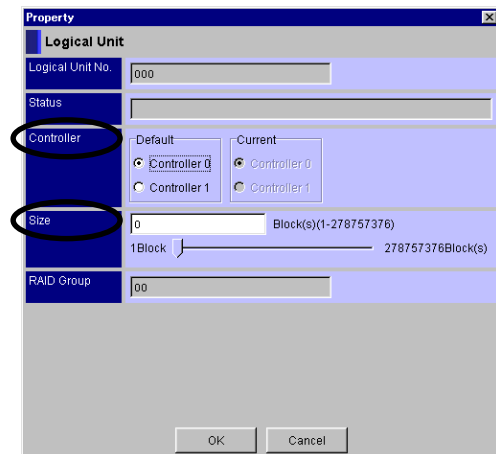 Property
Logical Unit
Logical Unit No.
000
Status
Controller
Default
Current
Controller 0
Controller 0
Controller 1
Controller 1
Size
0
Block(s)(1-278757376)
1Block
278757376Block(s)
RAID Group
00
OK
Cancel